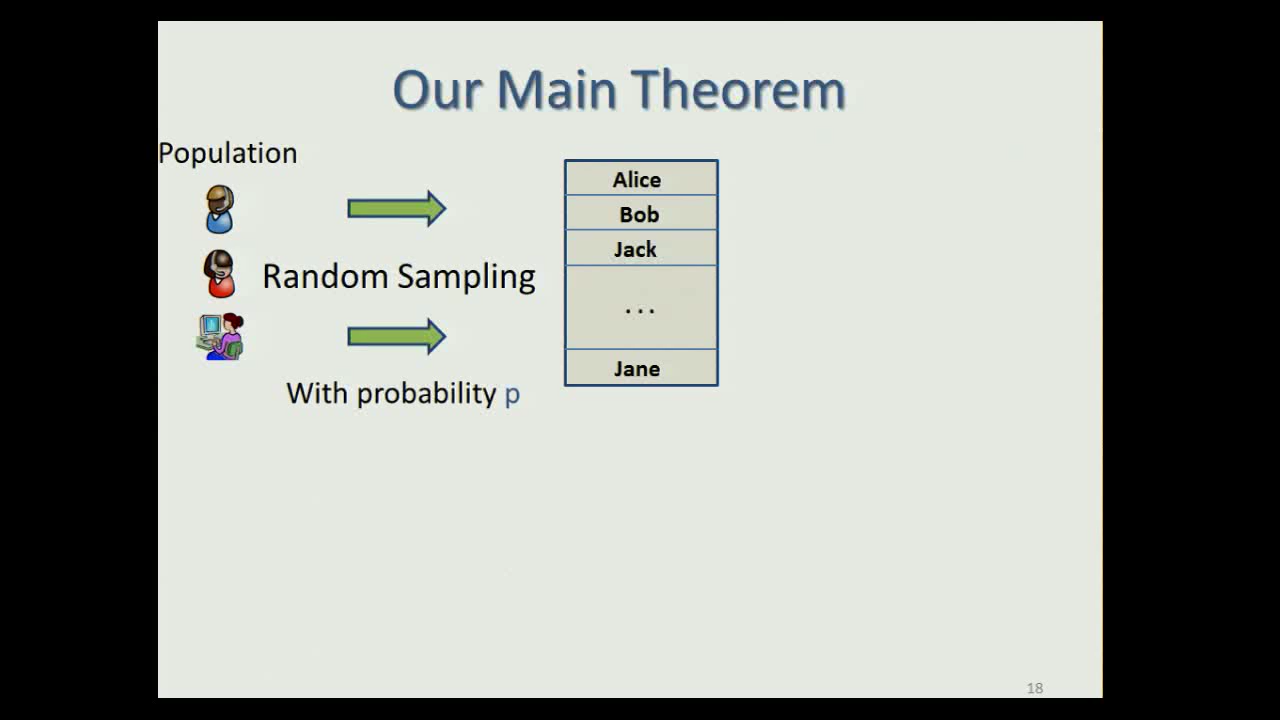 Our Main Theorem
Population
Alice
Bob
Jack
Random Sampling
...
Jane
With probability p
18